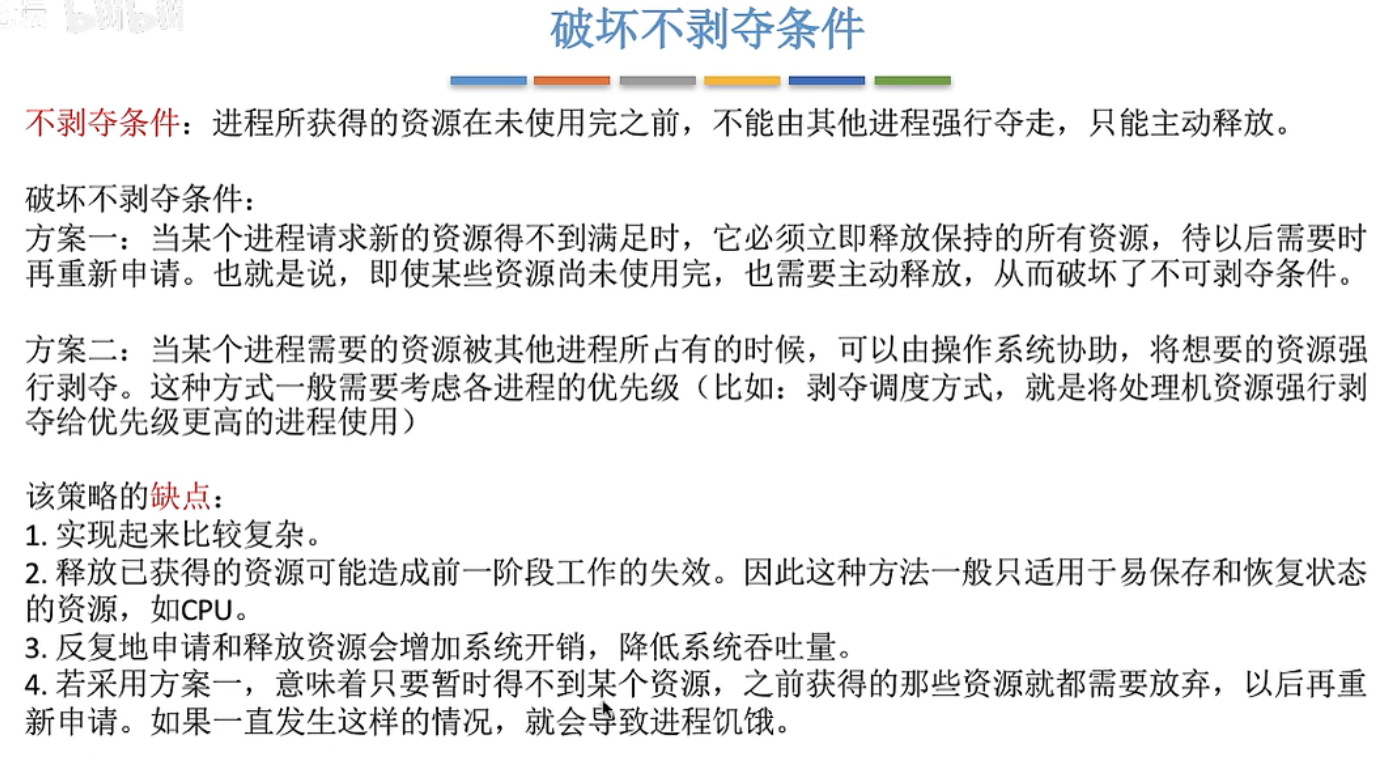 破坏不剥夺条件
不剥夺条件：进程所获得的资源在未使用完之前，不能由其他进程强行夺走，只能主动释放。
破坏不剥夺条件：
方案一：当某个进程请求新的资源得不到满足时，它必须立即释放保持的所有资源，待以后需要时
再重新申请。也就是说，即使某些资源尚未使用完，也需要主动释放，从而破坏了不可剥夺条件。
方案二：当某个进程需要的资源被其他进程所占有的时候，可以由操作系统协助，将想要的资源强
行剥夺。这种方式一般需要考虑各进程的优先级（比如：剥夺调度方式，就是将处理机资源强行剥
夺给优先级更高的进程使用）
该策略的缺点：
1. 实现起来比较复杂。
2. 释放已获得的资源可能造成前一阶段工作的失效。因此这种方法一般只适用于易保存和恢复状态
的资源，如CPU。
3. 反复地申请和释放资源会增加系统开销，降低系统吞吐量。
4. 若采用方案一，意味着只要暂时得不到某个资源，之前获得的那些资源就都需要放弃，以后再重
新申请。如果一直发生这样的情况，就会导致进程饥饿。